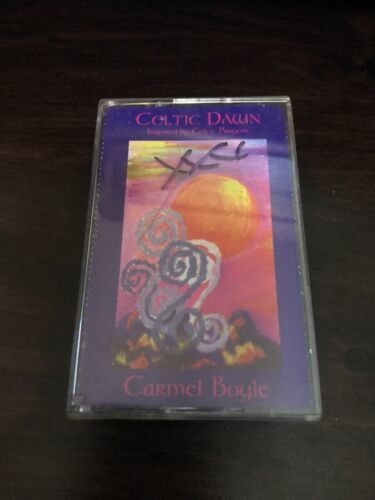 Celtic Dawn
Inspired by Celtic Prayers
Carmel Boyle